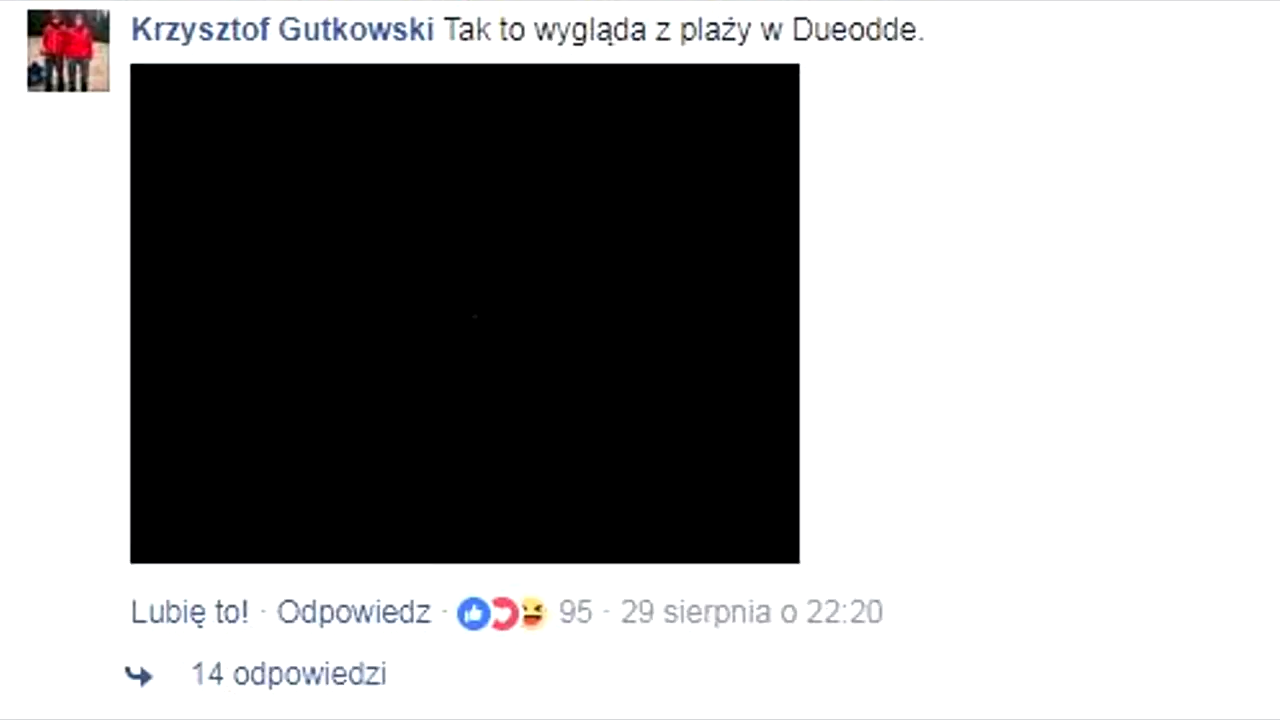 Krzysztof Gutkowski Tak to wygląda z plaży w Dueodde.
Lubię to! · Odpowiedz · 95 · 29 sierpnia o 22:20
14 odpowiedzi